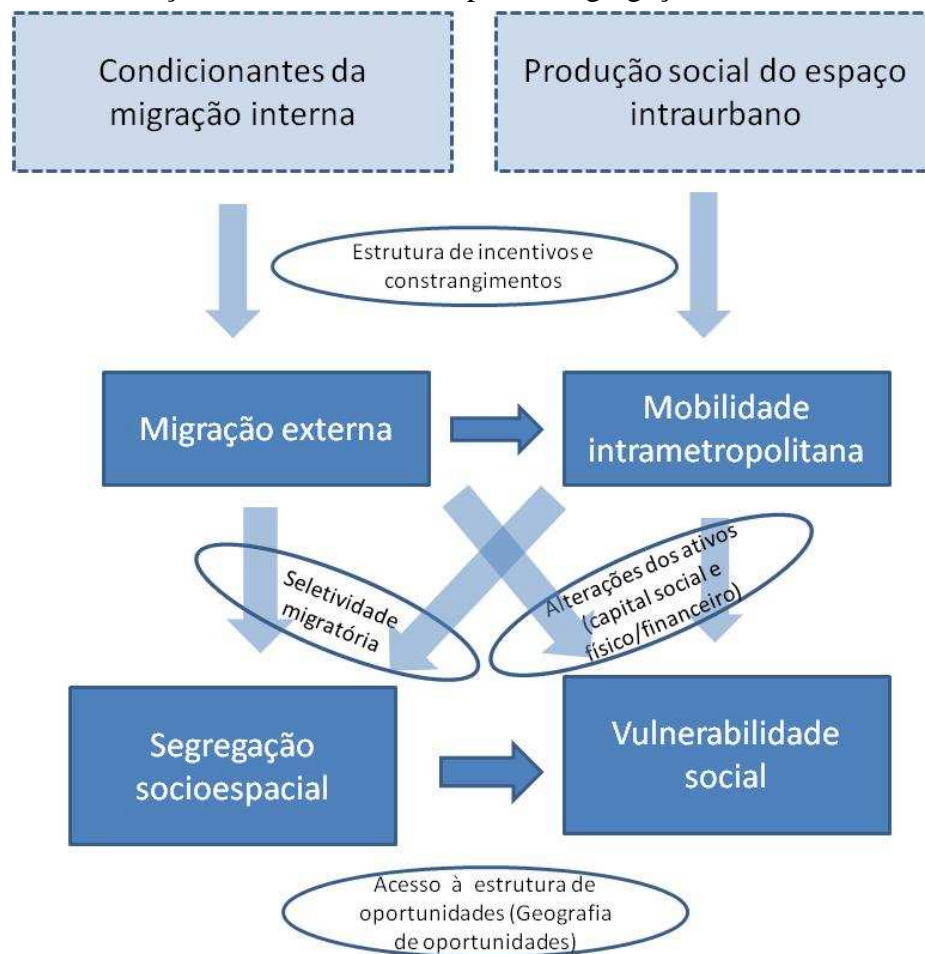 Condicionantes da
migração interna
Produção social do espaço
intraurbano
Estrutura de incentivos e
constrangimentos
Migração externa
Mobilidade
intrametropolitana
Seletividade
migratória
Alterações dos ativos
(capital social e
físico/financeiro)
Segregação
socioespacial
Vulnerabilidade
social
Acesso à estrutura de
oportunidades (Geografia
de oportunidades)